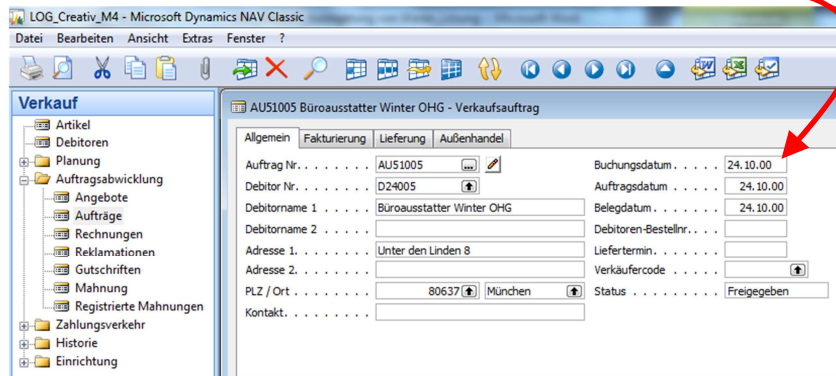 LOG_Creativ_M4 - Microsoft Dynamics NAV Classic
Datei Bearbeiten Ansicht Extras Fenster ?
Verkauf
Artikel
Debitoren
Planung
Auftragsabwicklung
Angebote
Aufträge
Rechnungen
Reklamationen
Gutschriften
Mahnung
Registrierte Mahnungen
Zahlungsverkehr
Historie
Einrichtung
AU51005 Büroausstatter Winter OHG - Verkaufsauftrag
Allgemein Fakturierung Lieferung Außenhandel
Auftrag Nr. . . . . . . . AU51005 ...
Debitor Nr. . . . . . . . D24005
Debitorname 1 . . . . . Büroausstatter Winter OHG
Debitorname 2 . . . . .
Adresse 1. . . . . . . . Unter den Linden 8
Adresse 2. . . . . . . .
PLZ / Ort . . . . . . . . 80637 München
Kontakt. . . . . . . . .
Buchungsdatum . . . . . 24.10.00
Auftragsdatum . . . . . 24.10.00
Belegdatum . . . . . . . 24.10.00
Debitoren-Bestellnr. . . .
Liefertermin. . . . . . .
Verkäufercode . . . . .
Status . . . . . . . . . Freigegeben